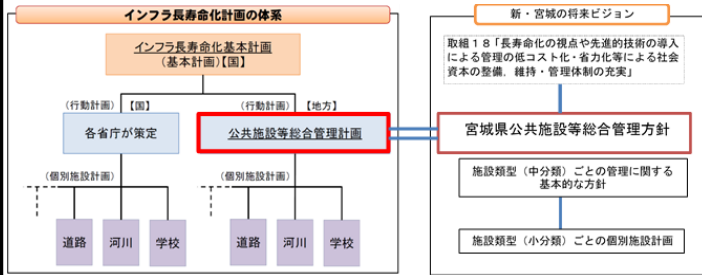 インフラ長寿命化計画の体系
インフラ長寿命化基本計画
(基本計画)【国】
(行動計画) 【国】
各省庁が策定
(行動計画) 【地方】
公共施設等総合管理計画
(個別施設計画)
(個別施設計画)
道路 河川 学校
道路 河川 学校
新・宮城の将来ビジョン
取組18「長寿命化の視点や先進的技術の導入
による管理の低コスト化・省力化等による社会
資本の整備，維持・管理体制の充実」
宮城県公共施設等総合管理方針
施設類型（中分類）ごとの管理に関する
基本的な方針
施設類型（小分類）ごとの個別施設計画